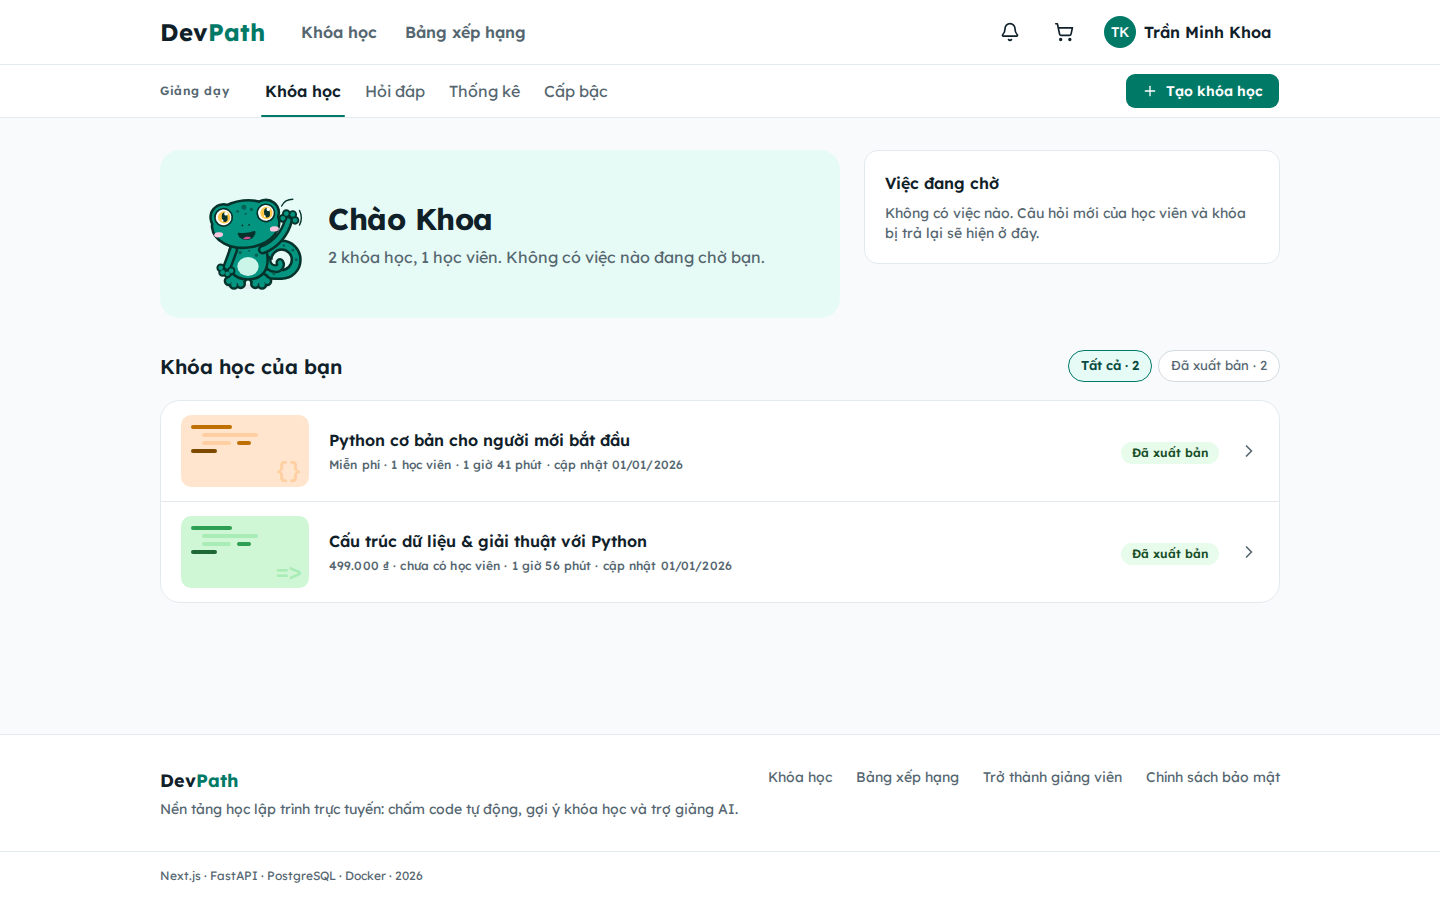 DevPath
Khóa học
Bảng xếp hạng
TK
Trần Minh Khoa
Giảng dạy
Khóa học
Hỏi đáp
Thống kê
Cấp bậc
+ Tạo khóa học
Chào Khoa
2 khóa học, 1 học viên. Không có việc nào đang chờ bạn.
Việc đang chờ
Không có việc nào. Câu hỏi mới của học viên và khóa
bị trả lại sẽ hiện ở đây.
Khóa học của bạn
Tất cả · 2
Đã xuất bản · 2
{}
Python cơ bản cho người mới bắt đầu
Miễn phí · 1 học viên · 1 giờ 41 phút · cập nhật 01/01/2026
Đã xuất bản
=>
Cấu trúc dữ liệu & giải thuật với Python
499.000 ₫ · chưa có học viên · 1 giờ 56 phút · cập nhật 01/01/2026
Đã xuất bản
DevPath
Nền tảng học lập trình trực tuyến: chấm code tự động, gợi ý khóa học và trợ giảng AI.
Khóa học
Bảng xếp hạng
Trở thành giảng viên
Chính sách bảo mật
Next.js · FastAPI · PostgreSQL · Docker · 2026